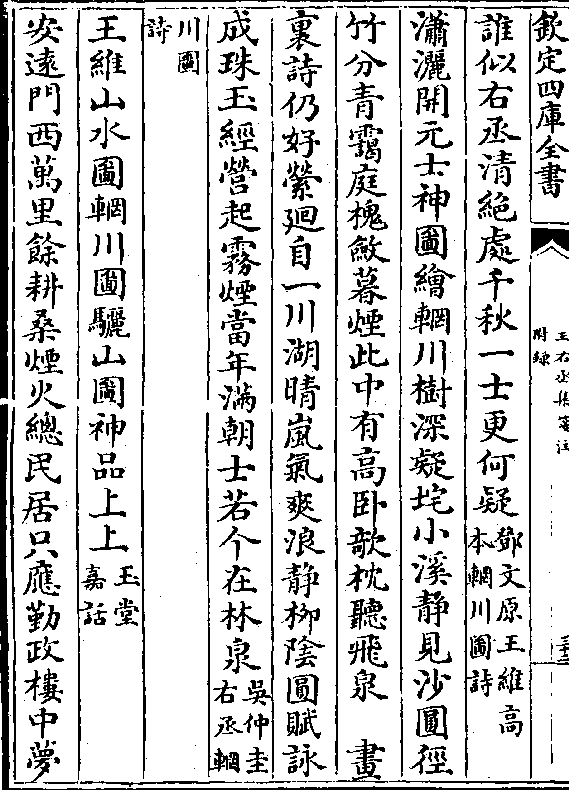 欽定四庫全書
王右丞集箋注
附錄
誰似右丞清絶處千秋一士更何疑鄧文原王維高本輞川圖詩
瀟灑開元士神圖繪輞川樹深疑垞小溪静見沙圓徑
竹分青靄庭槐斂暮煙此中有高卧欹枕聽飛泉　畫
裏詩仍好縈廻自一川湖晴嵐氣爽浪静柳陰圓賦詠
成珠玉經營起霧煙當年滿朝士若个在林泉吳仲圭右丞輞
川圖詩
王維山水圖輞川圖驪山圖神品上上玉堂嘉話
安逺門西萬里餘耕桑煙火總民居只應勤政樓中夢